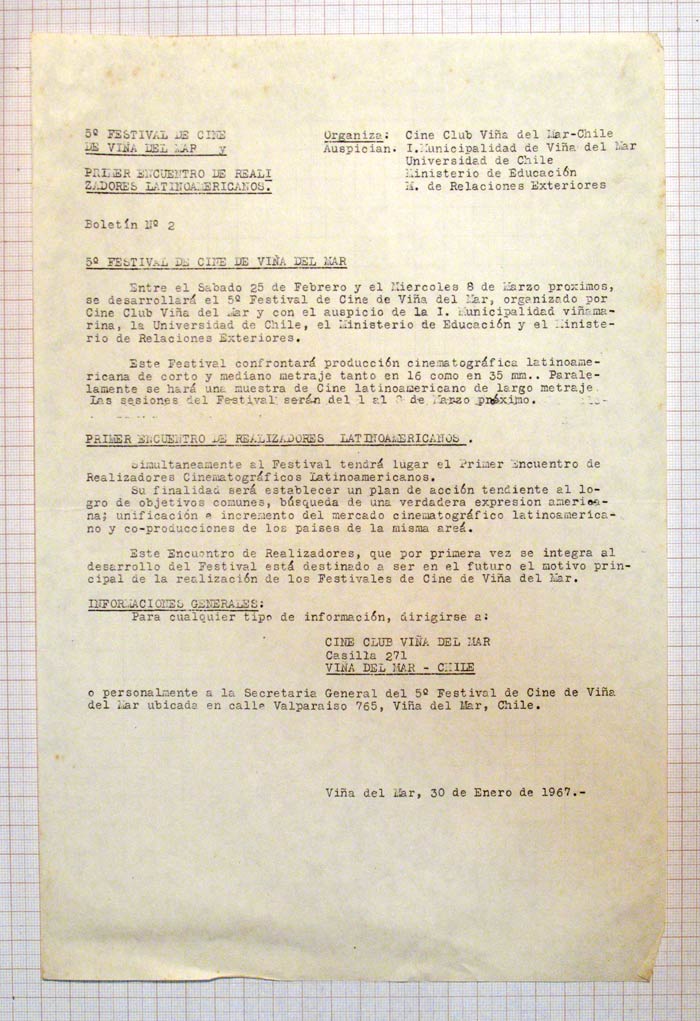 5º FESTIVAL DE CINE
DE VIÑA DEL MAR y
PRIMER ENCUENTRO DE REALI
ZADORES LATINOAMERICANOS.
Organiza: Cine Club Viña del Mar-Chile
Auspician. I.Municipalidad de Viña del Mar
Universidad de Chile
Ministerio de Educación
M. de Relaciones Exteriores
Boletín Nº 2
5º FESTIVAL DE CINE DE VIÑA DEL MAR
Entre el Sabado 25 de Febrero y el Miercoles 8 de Marzo proximos,
se desarrollará el 5º Festival de Cine de Viña del Mar, organizado por
Cine Club Viña del Mar y con el auspicio de la I. Municipalidad viñama-
rina, la Universidad de Chile, el Ministerio de Educación y el Ministe-
rio de Relaciones Exteriores.
Este Festival confrontará producción cinematográfica latinoame-
ricana de corto y mediano metraje tanto en 16 como en 35 mm.. Parale-
lamente se hará una muestra de Cine latinoamericano de largo metraje.
Las sesiones del Festival serán del 1 al 8 de Marzo próximo.
PRIMER ENCUENTRO DE REALIZADORES LATINOAMERICANOS .
Simultaneamente al Festival tendrá lugar el Primer Encuentro de
Realizadores Cinematográficos Latinoamericanos.
Su finalidad será establecer un plan de acción tendiente al lo-
gro de objetivos comunes, búsqueda de una verdadera expresion america-
na; unificación e incremento del mercado cinematográfico latinoamerica-
no y co-producciones de los paises de la misma areá.
Este Encuentro de Realizadores, que por primera vez se integra al
desarrollo del Festival está destinado a ser en el futuro el motivo prin-
cipal de la realización de los Festivales de Cine de Viña del Mar.
INFORMACIONES GENERALES:
Para cualquier tipo de información, dirigirse a:
CINE CLUB VIÑA DEL MAR
Casilla 271
VIÑA DEL MAR - CHILE
o personalmente a la Secretaria General del 5º Festival de Cine de Viña
del Mar ubicada en calle Valparaiso 765, Viña del Mar, Chile.
Viña del Mar, 30 de Enero de 1967.-